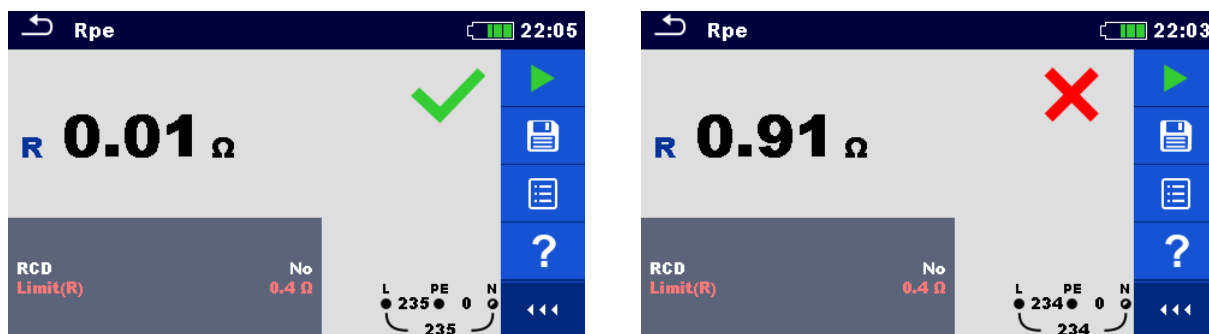 Rpe 22:05
R 0.01 Ω
RCD No
Limit(R) 0.4 Ω
L PE N
235 0
235
?
Rpe 22:03
R 0.91 Ω
RCD No
Limit(R) 0.4 Ω
L PE N
234 0
234
?